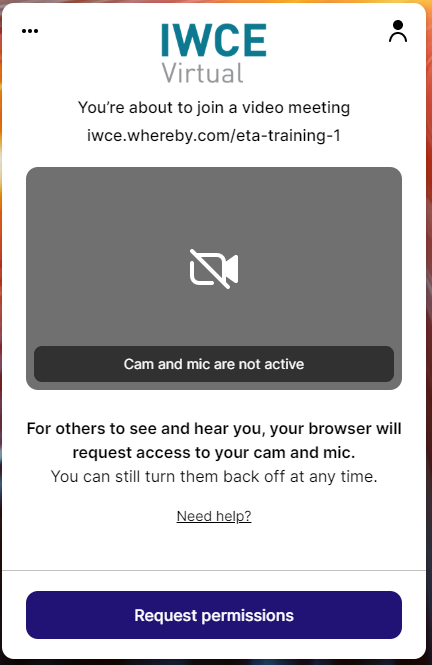 IWCE
Virtual
You’re about to join a video meeting
iwce.whereby.com/eta-training-1
Cam and mic are not active
For others to see and hear you, your browser will
request access to your cam and mic.
You can still turn them back off at any time.
Need help?
Request permissions